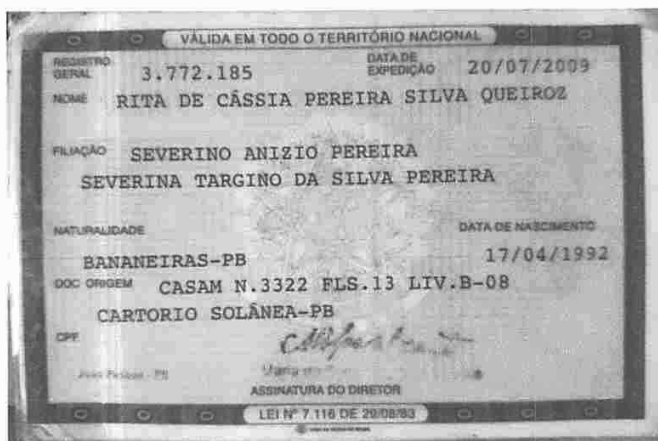 VÁLIDA EM TODO O TERRITÓRIO NACIONAL
REGISTRO GERAL 3.772.185 DATA DE EXPEDIÇÃO 20/07/2009
NOME RITA DE CÁSSIA PEREIRA SILVA QUEIROZ
FILIAÇÃO SEVERINO ANIZIO PEREIRA
SEVERINA TARGINO DA SILVA PEREIRA
NATURALIDADE DATA DE NASCIMENTO
BANANEIRAS-PB 17/04/1992
DOC ORIGEM CASAM N.3322 FLS.13 LIV.B-08
CARTORIO SOLÂNEA-PB
CPF
João Pessoa - PB
ASSINATURA DO DIRETOR
LEI Nº 7.116 DE 29/08/83